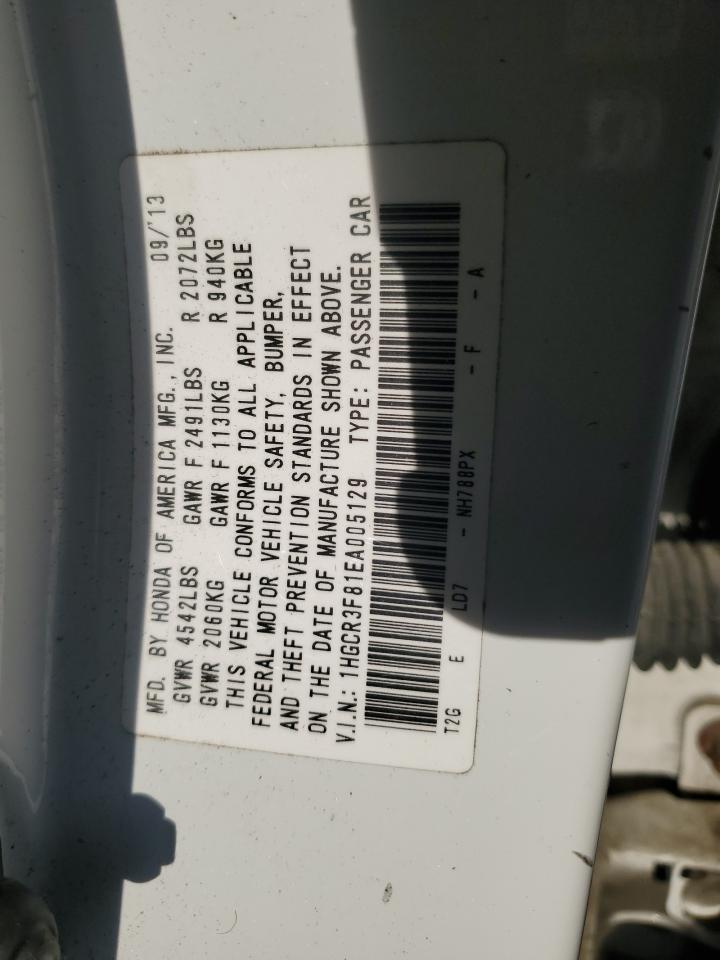 MFD. BY HONDA OF AMERICA MFG., INC. 09/'13
GVWR 4542LBS GAWR F 2491LBS R 2072LBS
GVWR 2060KG GAWR F 1130KG R 940KG
THIS VEHICLE CONFORMS TO ALL APPLICABLE
FEDERAL MOTOR VEHICLE SAFETY, BUMPER,
AND THEFT PREVENTION STANDARDS IN EFFECT
ON THE DATE OF MANUFACTURE SHOWN ABOVE.
V.I.N.: 1HGCR3F81EA005129 TYPE: PASSENGER CAR
T2G E LD7 - NH788PX - F - A